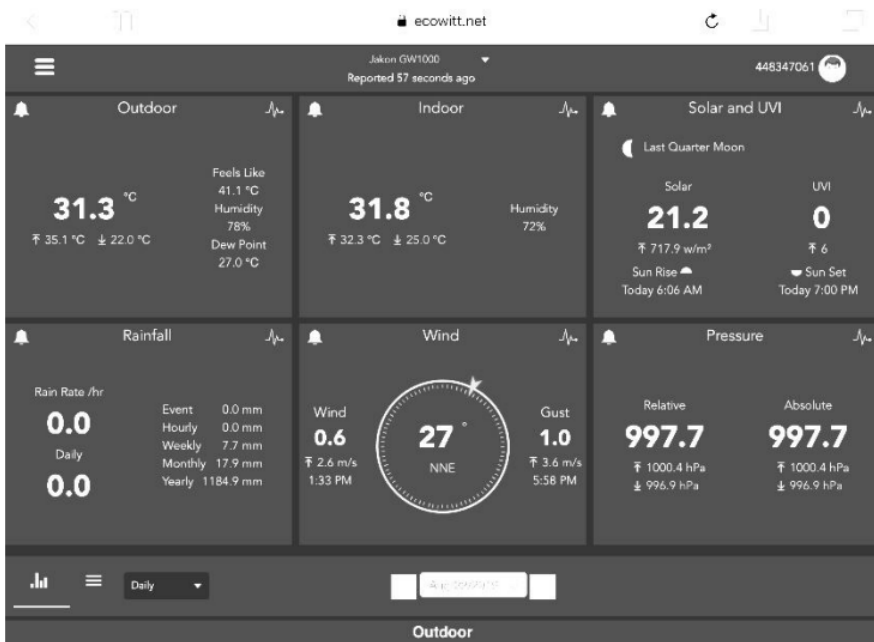 ecowitt.net
Jakon GW1000
Reported 57 seconds ago
448347061
Outdoor
31.3 °C
↑ 35.1 °C ↓ 22.0 °C
Feels Like
41.1 °C
Humidity
78%
Dew Point
27.0 °C
Indoor
31.8 °C
↑ 32.3 °C ↓ 25.0 °C
Humidity
72%
Solar and UVI
Last Quarter Moon
Solar
21.2
↑ 717.9 w/m²
Sun Rise
Today 6:06 AM
UVI
0
↑ 6
Sun Set
Today 7:00 PM
Rainfall
Rain Rate /hr
0.0
Daily
0.0
Event 0.0 mm
Hourly 0.0 mm
Weekly 7.7 mm
Monthly 17.9 mm
Yearly 1184.9 mm
Wind
Wind
0.6
↑ 2.6 m/s
1:33 PM
27 °
NNE
Gust
1.0
↑ 3.6 m/s
5:58 PM
Pressure
Relative
997.7
↑ 1000.4 hPa
↓ 996.9 hPa
Absolute
997.7
↑ 1000.4 hPa
↓ 996.9 hPa
Daily
Outdoor